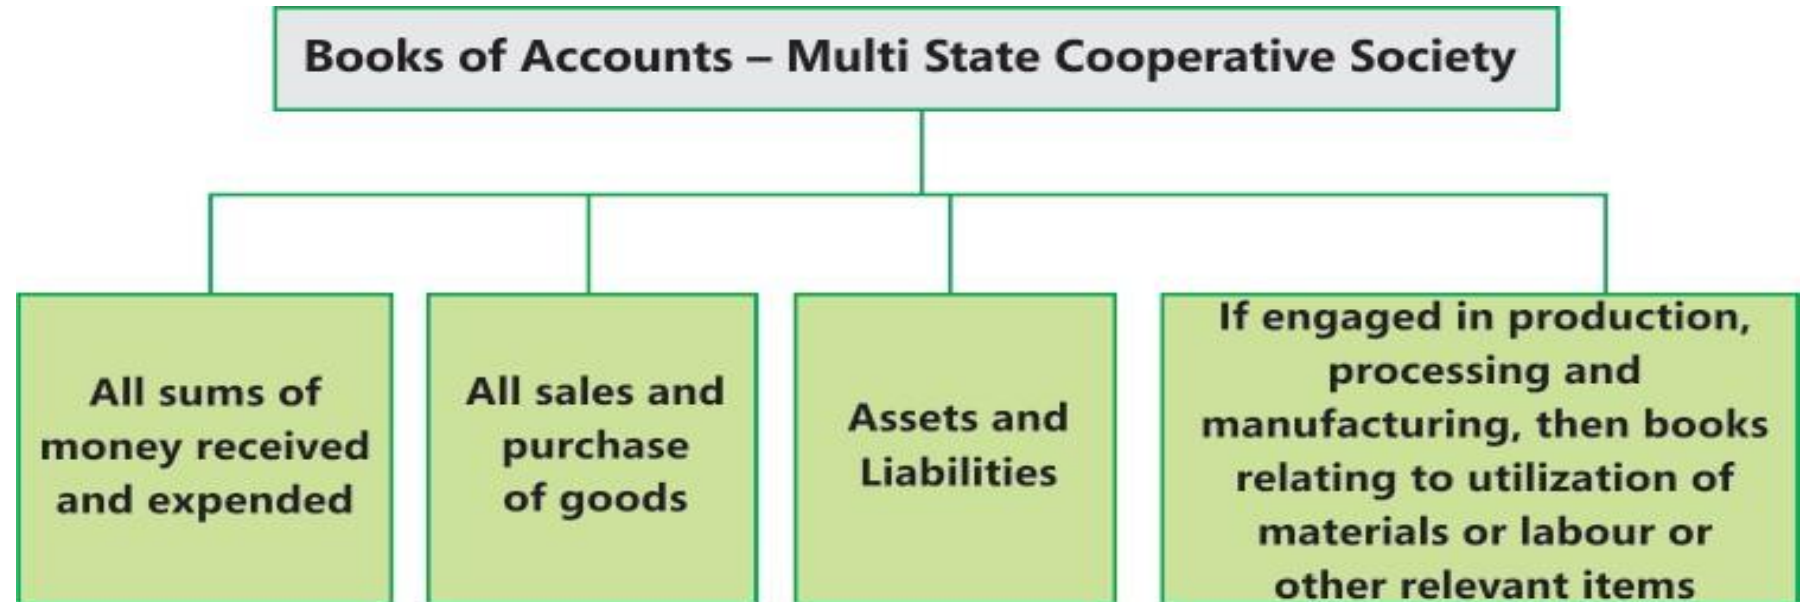 Books of Accounts – Multi State Cooperative Society
All sums of
money received
and expended
All sales and
purchase
of goods
Assets and
Liabilities
If engaged in production,
processing and
manufacturing, then books
relating to utilization of
materials or labour or
other relevant items